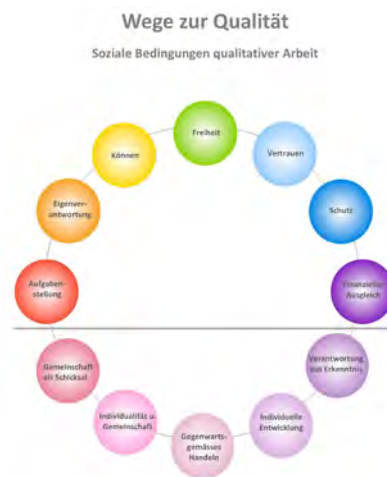 Wege zur Qualität
Soziale Bedingungen qualitativer Arbeit
Freiheit
Können
Vertrauen
Eigenver-
antwortung
Schutz
Aufgaben-
stellung
Finanzieller
Ausgleich
Gemeinschaft
als Schicksal
Verantwortung
aus Erkenntnis
Individualität u.
Gemeinschaft
Individuelle
Entwicklung
Gegenwarts-
gemässes
Handeln